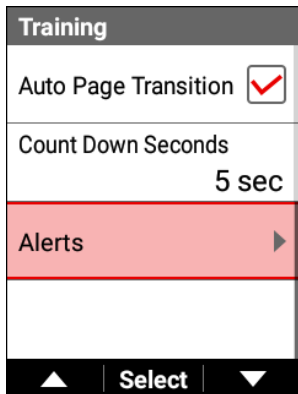 Training
Auto Page Transition
Count Down Seconds
5 sec
Alerts
Select